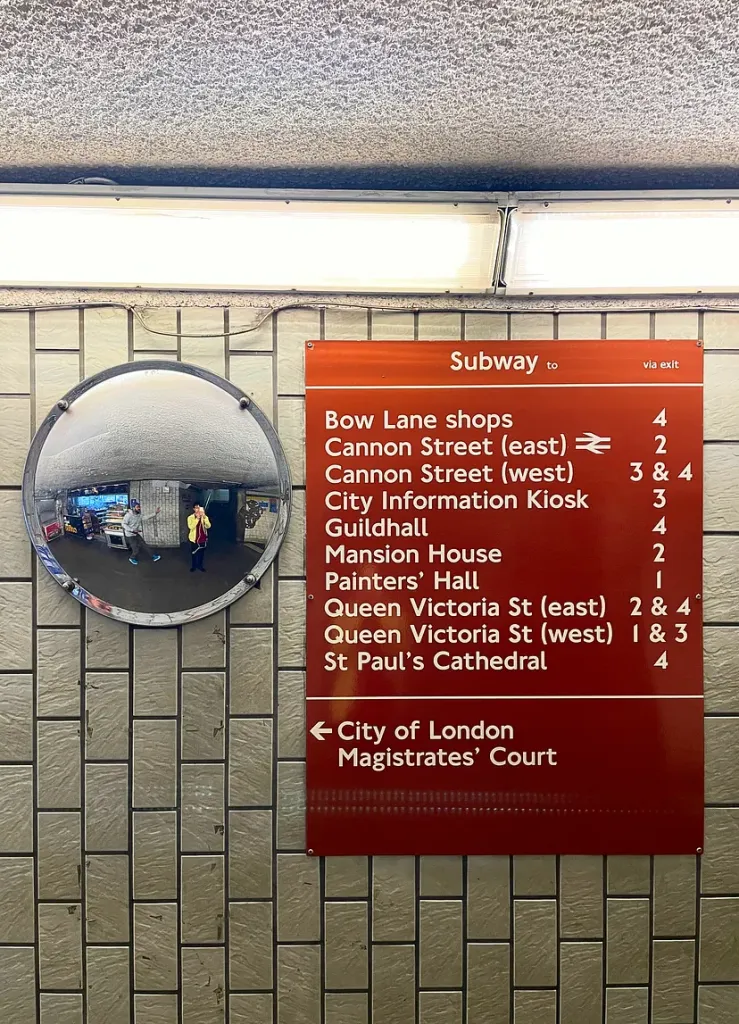 Subway to via exit
Bow Lane shops 4
Cannon Street (east) 2
Cannon Street (west) 3 & 4
City Information Kiosk 3
Guildhall 4
Mansion House 2
Painters' Hall 1
Queen Victoria St (east) 2 & 4
Queen Victoria St (west) 1 & 3
St Paul's Cathedral 4
← City of London
Magistrates' Court